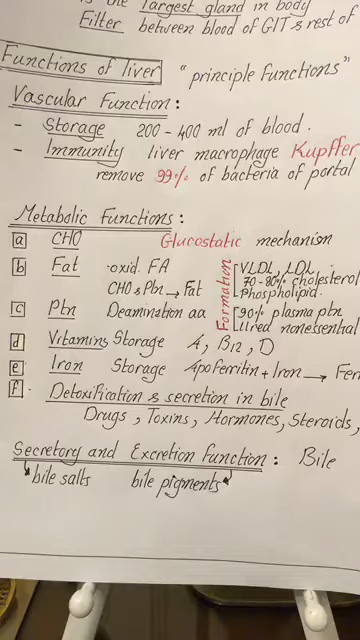 is the largest gland in body
Filter between blood of GIT & rest of
Functions of liver "principle functions"
Vascular Function:
- Storage 200-400 ml of blood.
- Immunity liver macrophage Kupffer
remove 99% of bacteria of portal
Metabolic Functions:
a CHO Glucostatic mechanism
b Fat oxid. FA Formation VLDL, LDL
70-80% cholesterol
CHO & Ptn → Fat Phospholipid
c Ptn Deamination aa 90% plasma ptn
nonessential
d Vitamins Storage A, B12, D
e Iron Storage Apoferritin + Iron → Fer
f. Detoxification & secretion in bile
Drugs, Toxins, Hormones, Steroids,
Secretory and Excretion Function: Bile
bile salts bile pigments